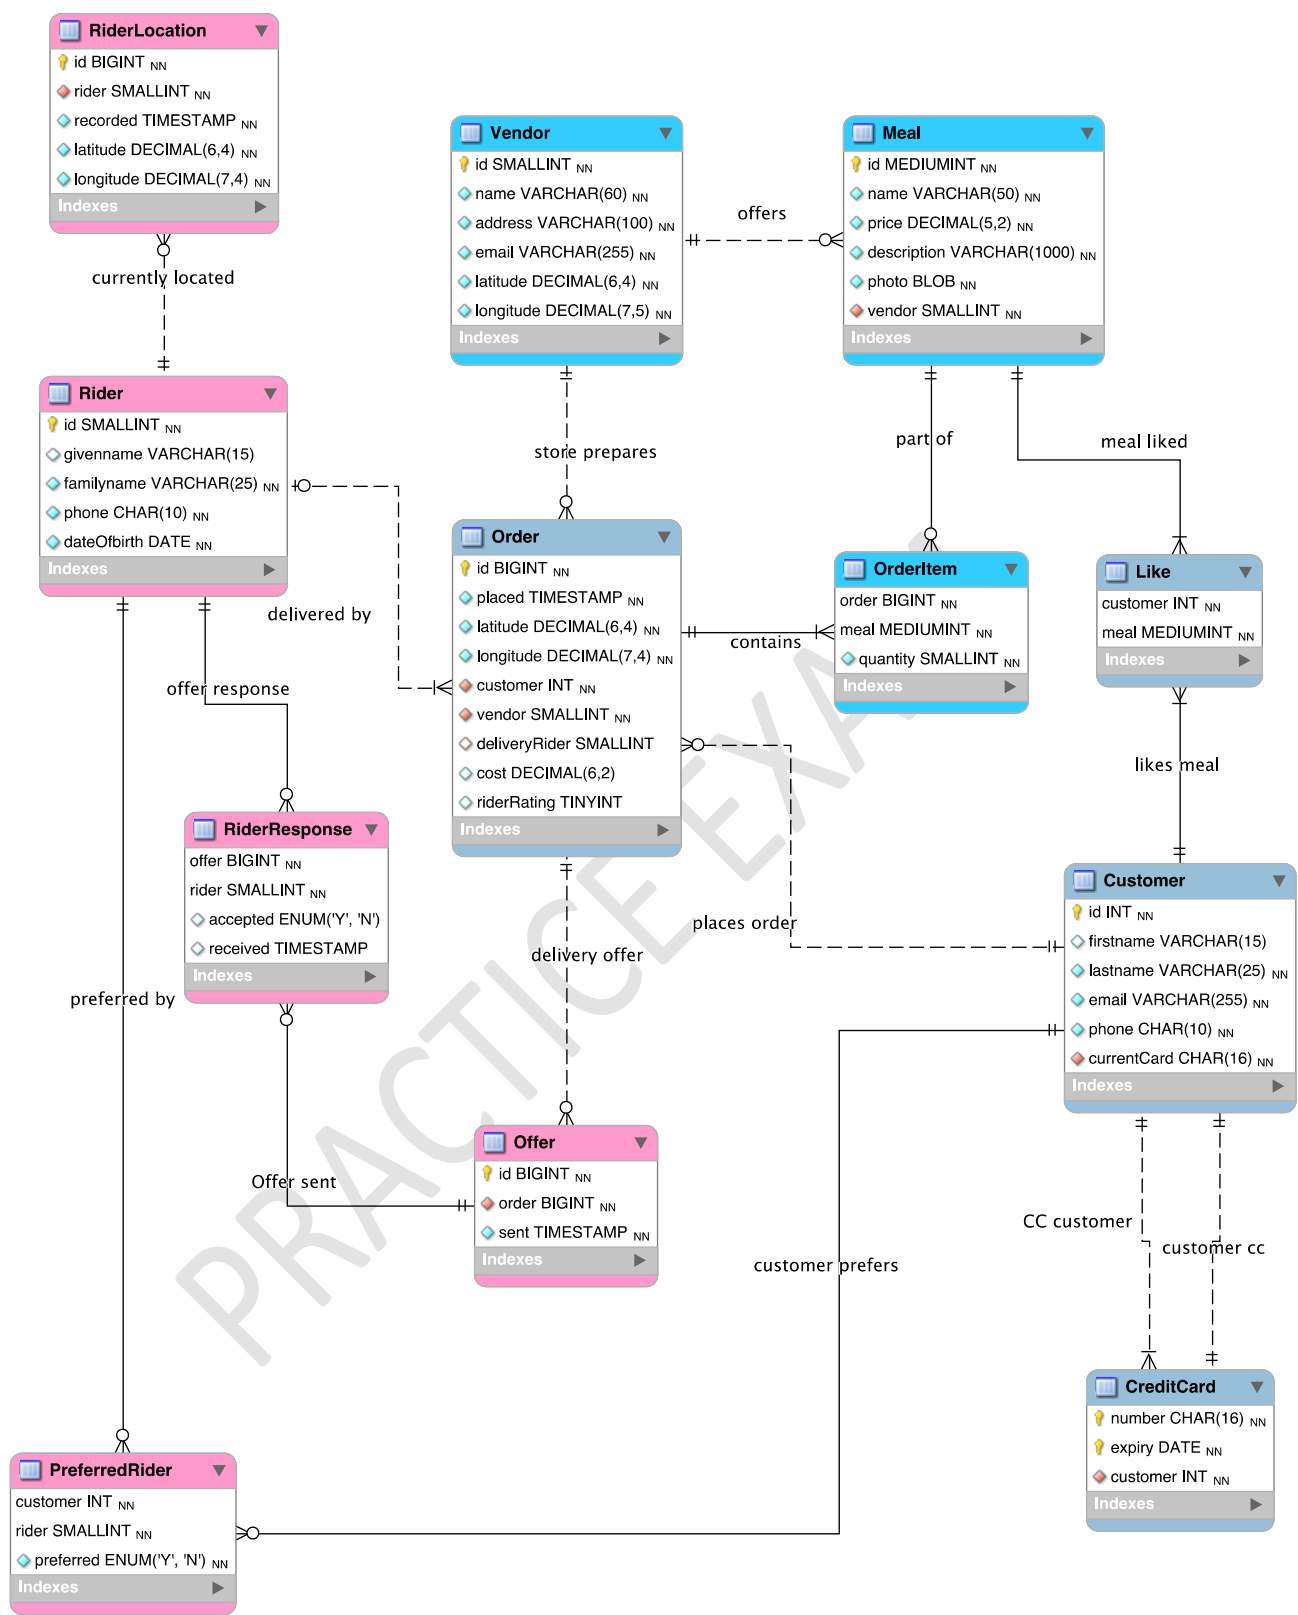 RiderLocation
id BIGINT NN
rider SMALLINT NN
recorded TIMESTAMP NN
latitude DECIMAL(6,4) NN
longitude DECIMAL(7,4) NN
Indexes
currently located
Vendor
id SMALLINT NN
name VARCHAR(60) NN
address VARCHAR(100) NN
email VARCHAR(255) NN
latitude DECIMAL(6,4) NN
longitude DECIMAL(7,5) NN
Indexes
offers
Meal
id MEDIUMINT NN
name VARCHAR(50) NN
price DECIMAL(5,2) NN
description VARCHAR(1000) NN
photo BLOB NN
vendor SMALLINT NN
Indexes
Rider
id SMALLINT NN
givenname VARCHAR(15)
familyname VARCHAR(25) NN
phone CHAR(10) NN
dateOfbirth DATE NN
Indexes
store prepares
part of
meal liked
delivered by
Order
id BIGINT NN
placed TIMESTAMP NN
latitude DECIMAL(6,4) NN
longitude DECIMAL(7,4) NN
customer INT NN
vendor SMALLINT NN
deliveryRider SMALLINT
cost DECIMAL(6,2)
riderRating TINYINT
Indexes
contains
OrderItem
order BIGINT NN
meal MEDIUMINT NN
quantity SMALLINT NN
Indexes
Like
customer INT NN
meal MEDIUMINT NN
Indexes
offer response
likes meal
RiderResponse
offer BIGINT NN
rider SMALLINT NN
accepted ENUM('Y', 'N')
received TIMESTAMP
Indexes
places order
delivery offer
preferred by
Customer
id INT NN
firstname VARCHAR(15)
lastname VARCHAR(25) NN
email VARCHAR(255) NN
phone CHAR(10) NN
currentCard CHAR(16) NN
Indexes
Offer
id BIGINT NN
order BIGINT NN
sent TIMESTAMP NN
Indexes
Offer sent
customer prefers
CC customer
customer cc
CreditCard
number CHAR(16) NN
expiry DATE NN
customer INT NN
Indexes
PreferredRider
customer INT NN
rider SMALLINT NN
preferred ENUM('Y', 'N') NN
Indexes